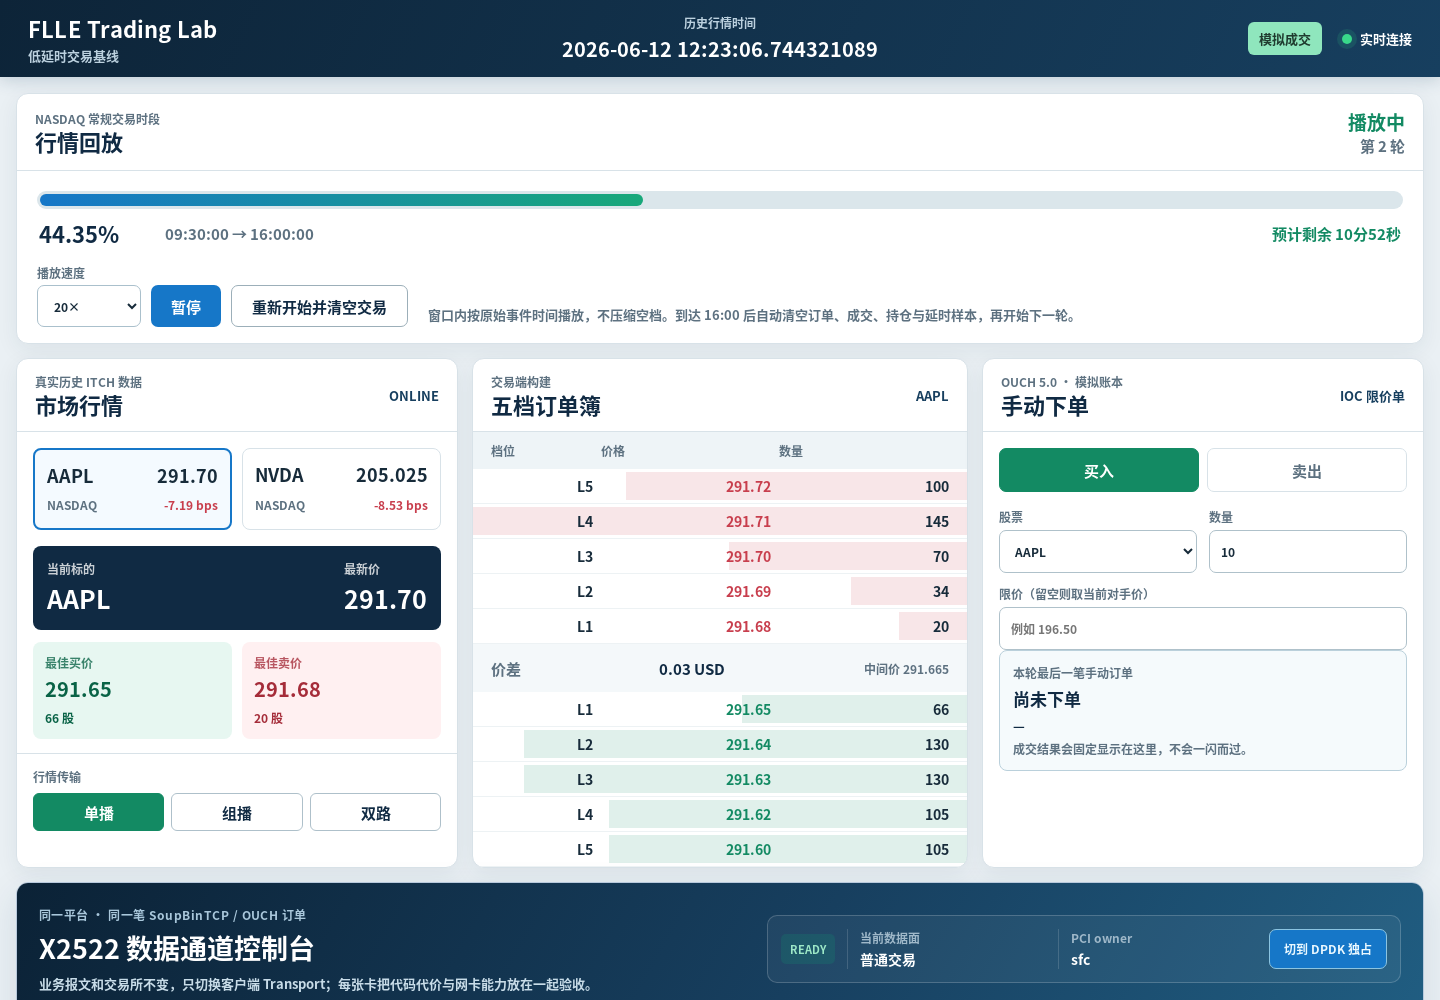 FLLE Trading Lab
低延时交易基线
历史行情时间
2026-06-12 12:23:06.744321089
模拟成交
实时连接
NASDAQ 常规交易时段
行情回放
播放中
第 2 轮
44.35%
09:30:00 → 16:00:00
预计剩余 10分52秒
播放速度
20×
暂停
重新开始并清空交易
窗口内按原始事件时间播放，不压缩空档。到达 16:00 后自动清空订单、成交、持仓与延时样本，再开始下一轮。
真实历史 ITCH 数据
市场行情
ONLINE
AAPL 291.70
NASDAQ -7.19 bps
NVDA 205.025
NASDAQ -8.53 bps
当前标的 最新价
AAPL 291.70
最佳买价
291.65
66 股
最佳卖价
291.68
20 股
行情传输
单播 组播 双路
交易端构建
五档订单簿
AAPL
档位 价格 数量
L5 291.72 100
L4 291.71 145
L3 291.70 70
L2 291.69 34
L1 291.68 20
价差 0.03 USD 中间价 291.665
L1 291.65 66
L2 291.64 130
L3 291.63 130
L4 291.62 105
L5 291.60 105
OUCH 5.0 · 模拟账本
手动下单
IOC 限价单
买入 卖出
股票 数量
AAPL 10
限价（留空则取当前对手价）
例如 196.50
本轮最后一笔手动订单
尚未下单
—
成交结果会固定显示在这里，不会一闪而过。
同一平台 · 同一笔 SoupBinTCP / OUCH 订单
X2522 数据通道控制台
业务报文和交易所不变，只切换客户端 Transport；每张卡把代码代价与网卡能力放在一起验收。
READY
当前数据面
普通交易
PCI owner
sfc
切到 DPDK 独占